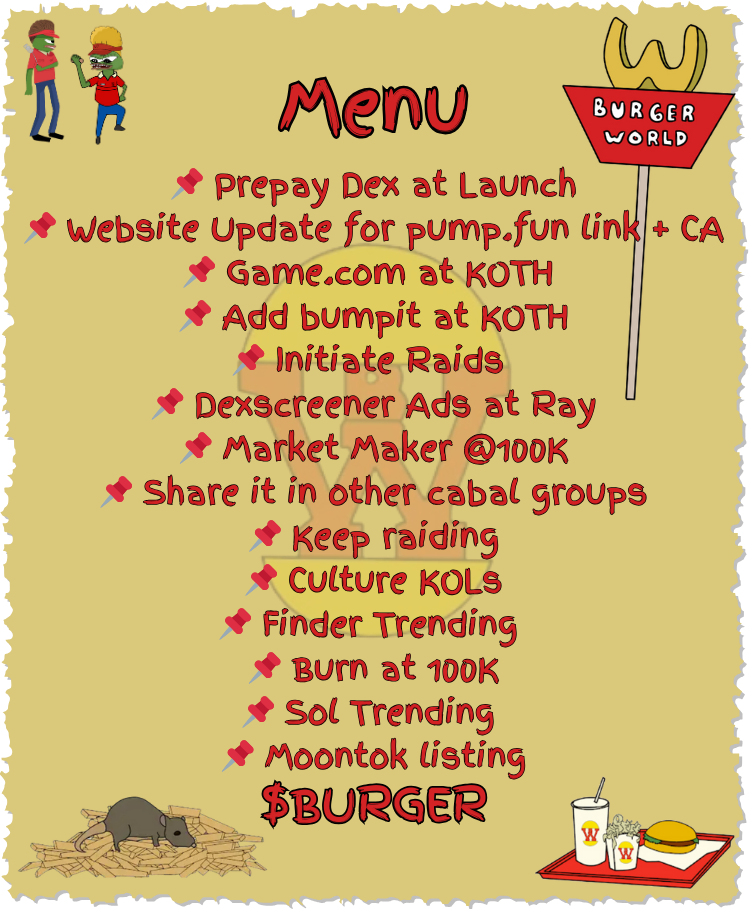 Menu
BURGER
WORLD
📌 Prepay Dex at Launch
📌 Website Update for pump.fun link + CA
📌 Game.com at KOTH
📌 Add bumpit at KOTH
📌 Initiate Raids
📌 Dexscreener Ads at Ray
📌 Market Maker @100K
📌 Share it in other cabal groups
📌 Keep raiding
📌 Culture KOLs
📌 Finder Trending
📌 Burn at 100K
📌 Sol Trending
📌 Moontok listing
$BURGER
B
W
W
W